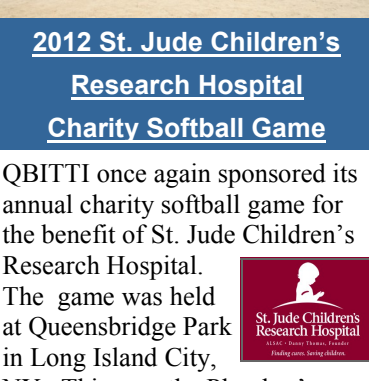 2012 St. Jude Children's
Research Hospital
Charity Softball Game
QBITTI once again sponsored its
annual charity softball game for
the benefit of St. Jude Children's
Research Hospital.
The game was held
at Queensbridge Park
in Long Island City,
St. Jude Children's
Research Hospital
ALSAC • Danny Thomas, Founder
Finding cures. Saving children.